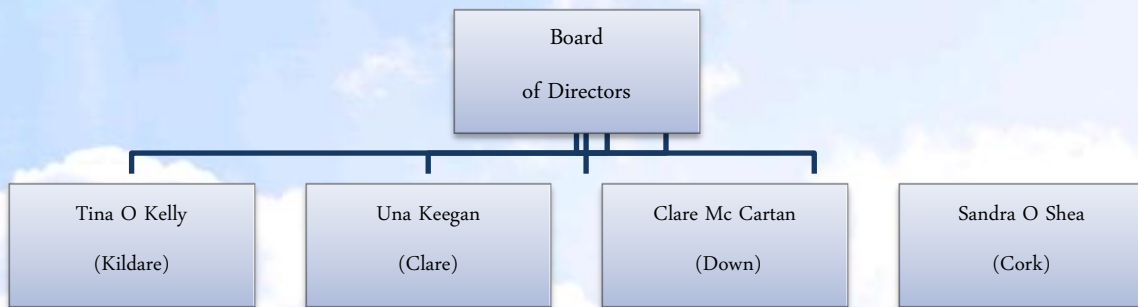 Board
of Directors
Tina O Kelly
(Kildare)
Una Keegan
(Clare)
Clare Mc Cartan
(Down)
Sandra O Shea
(Cork)